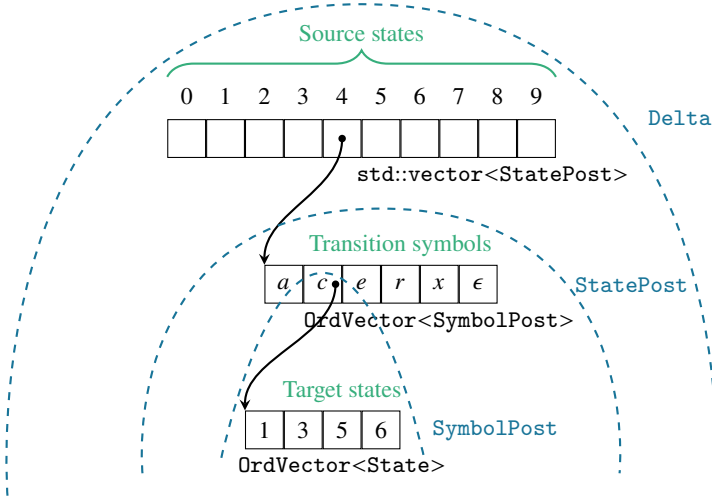 Source states
0 1 2 3 4 5 6 7 8 9
Delta
std::vector<StatePost>
Transition symbols
a c e r x ϵ
StatePost
OrdVector<SymbolPost>
Target states
1 3 5 6
SymbolPost
OrdVector<State>